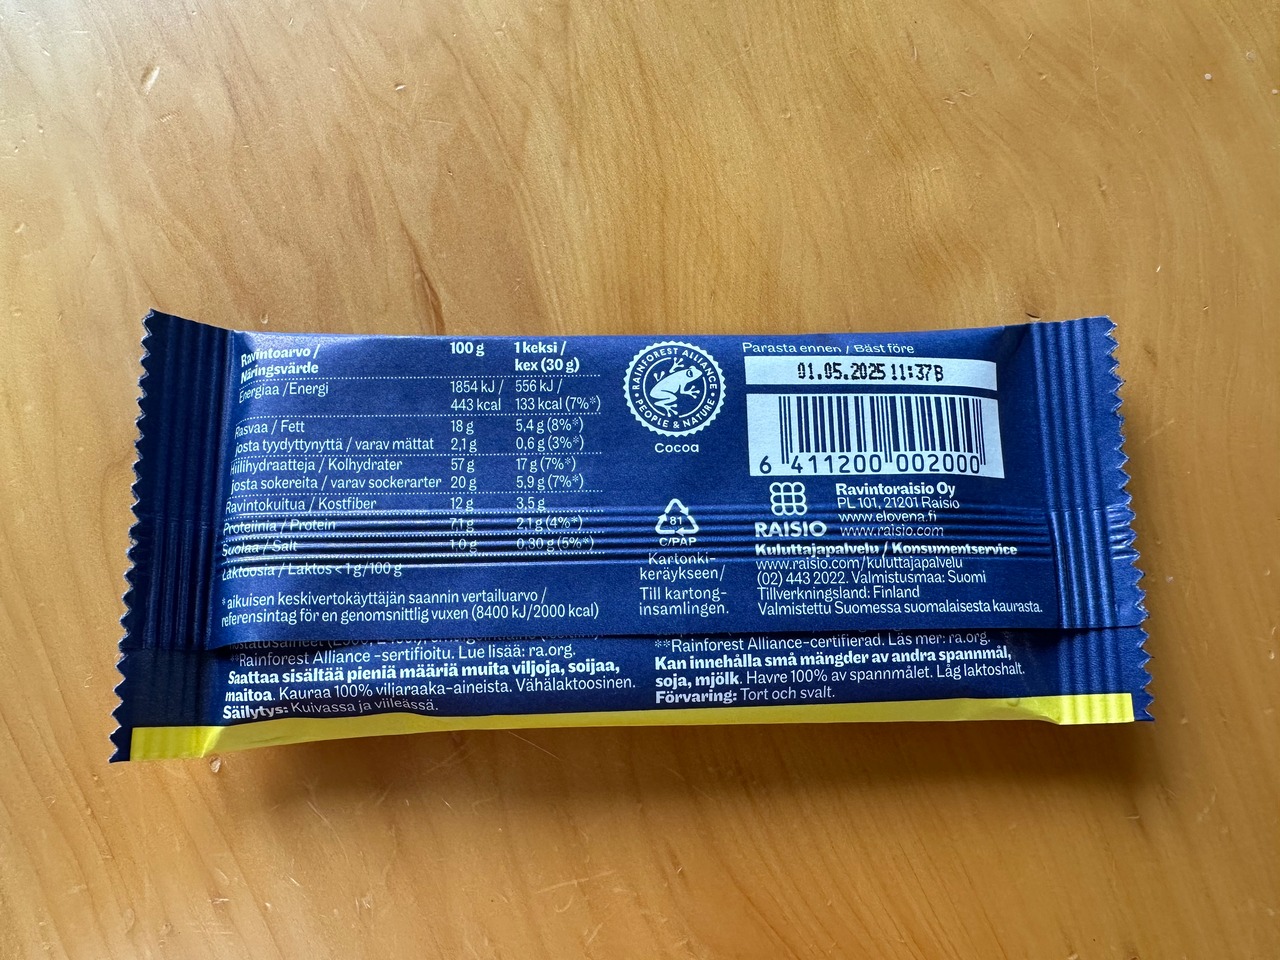 Ravintoarvo / Näringsvärde 100 g 1 keksi / kex (30 g)
Energiaa / Energi 1854 kJ / 443 kcal 556 kJ / 133 kcal (7%*)
Rasvaa / Fett 18 g 5,4 g (8%*)
josta tyydyttynyttä / varav mättat 2,1 g 0,6 g (3%*)
Hiilihydraatteja / Kolhydrater 57 g 17 g (7%*)
josta sokereita / varav sockerarter 20 g 5,9 g (7%*)
Ravintokuitua / Kostfiber 12 g 3,5 g
Proteiinia / Protein 7,1 g 2,1 g (4%*)
Suolaa / Salt 1,0 g 0,30 g (5%*)
Laktoosia / Laktos < 1 g / 100 g
*aikuisen keskivertokäyttäjän saannin vertailuarvo /
referensintag för en genomsnittlig vuxen (8400 kJ/2000 kcal)
RAINFOREST ALLIANCE
PEOPLE & NATURE
Cocoa
81
C/PAP
Kartonki-
keräykseen/
Till kartong-
insamlingen.
Parasta ennen / Bäst före
01.05.2025 11:37B
6 411200 002000
RAISIO
Ravintoraisio Oy
PL 101, 21201 Raisio
www.elovena.fi
www.raisio.com
Kuluttajapalvelu / Konsumentservice
www.raisio.com/kuluttajapalvelu
(02) 443 2022. Valmistusmaa: Suomi
Tillverkningsland: Finland
Valmistettu Suomessa suomalaisesta kaurasta.
**Rainforest Alliance -sertifioitu. Lue lisää: ra.org.
Saattaa sisältää pieniä määriä muita viljoja, soijaa,
maitoa. Kauraa 100% viljaraaka-aineista. Vähälaktoosinen.
Säilytys: Kuivassa ja viileässä.
**Rainforest Alliance-certifierad. Läs mer: ra.org.
Kan innehålla små mängder av andra spannmål,
soja, mjölk. Havre 100% av spannmålet. Låg laktoshalt.
Förvaring: Tort och svalt.